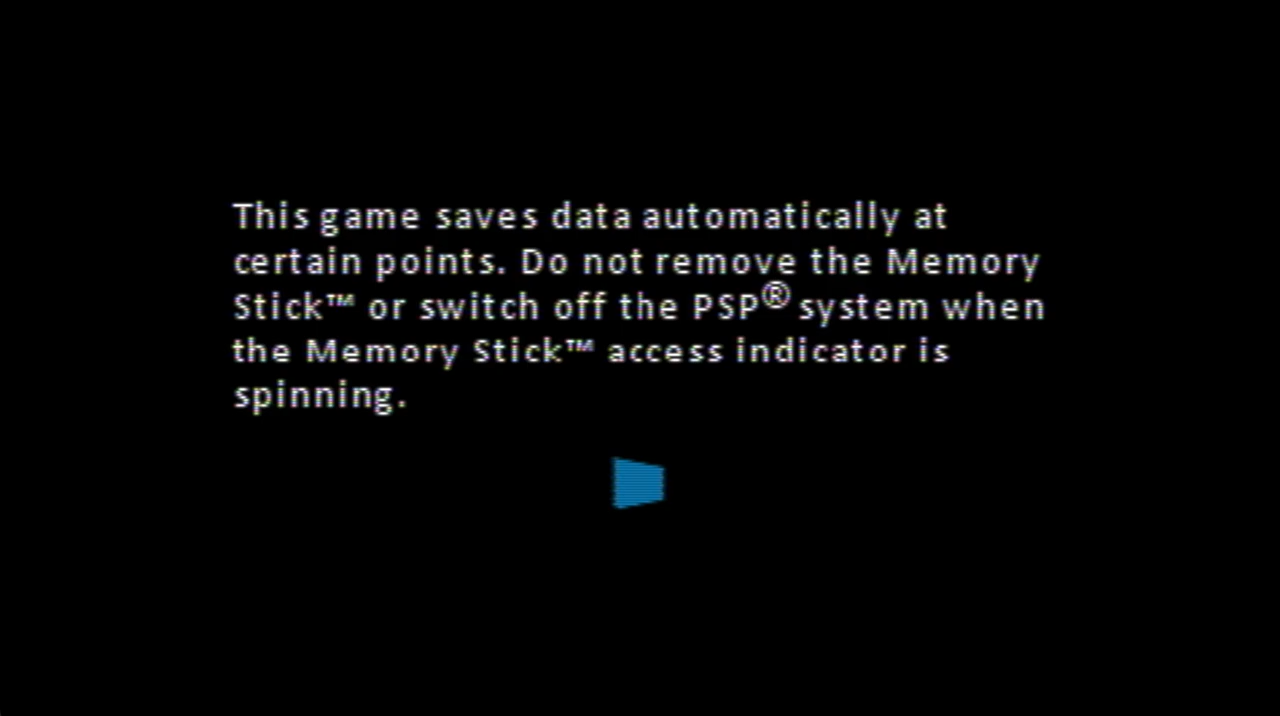 This game saves data automatically at
certain points. Do not remove the Memory
Stick™ or switch off the PSP® system when
the Memory Stick™ access indicator is
spinning.